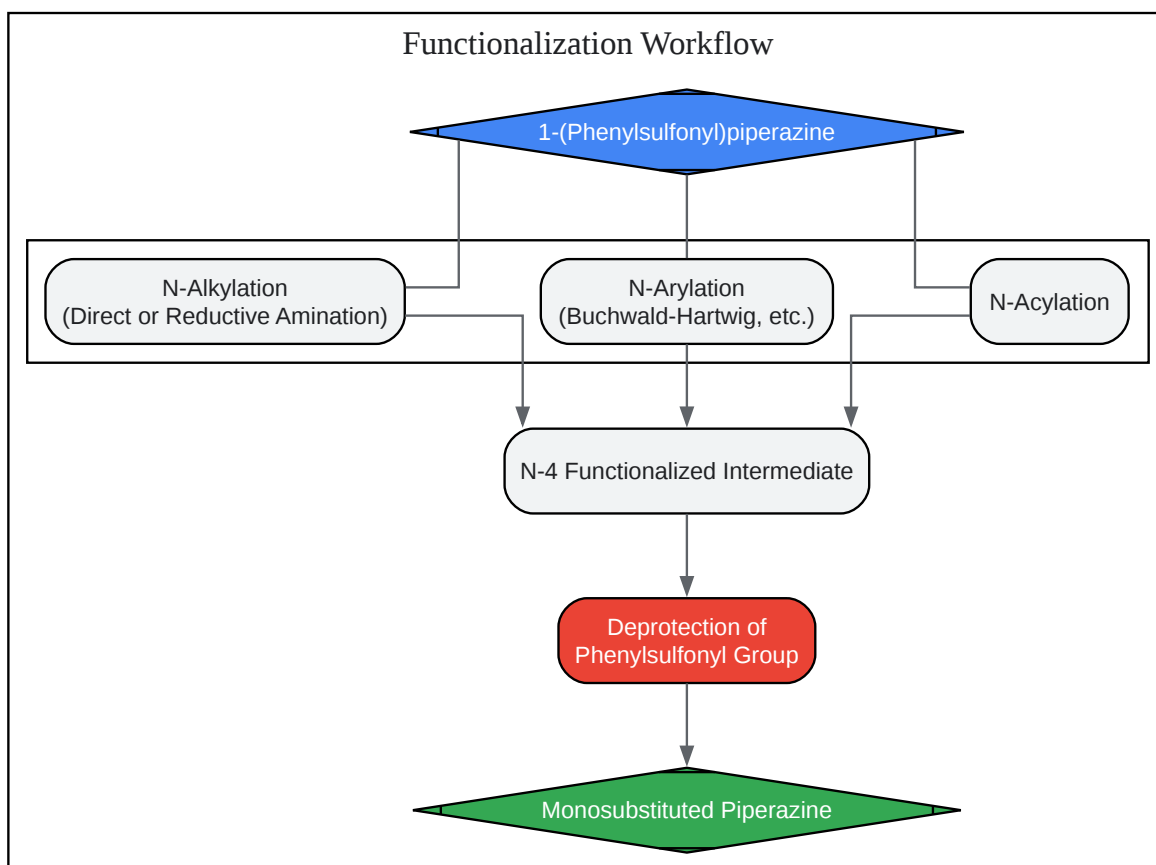 Functionalization Workflow
1-(Phenylsulfonyl)piperazine
N-Alkylation
(Direct or Reductive Amination)
N-Arylation
(Buchwald-Hartwig, etc.)
N-Acylation
N-4 Functionalized Intermediate
Deprotection of
Phenylsulfonyl Group
Monosubstituted Piperazine